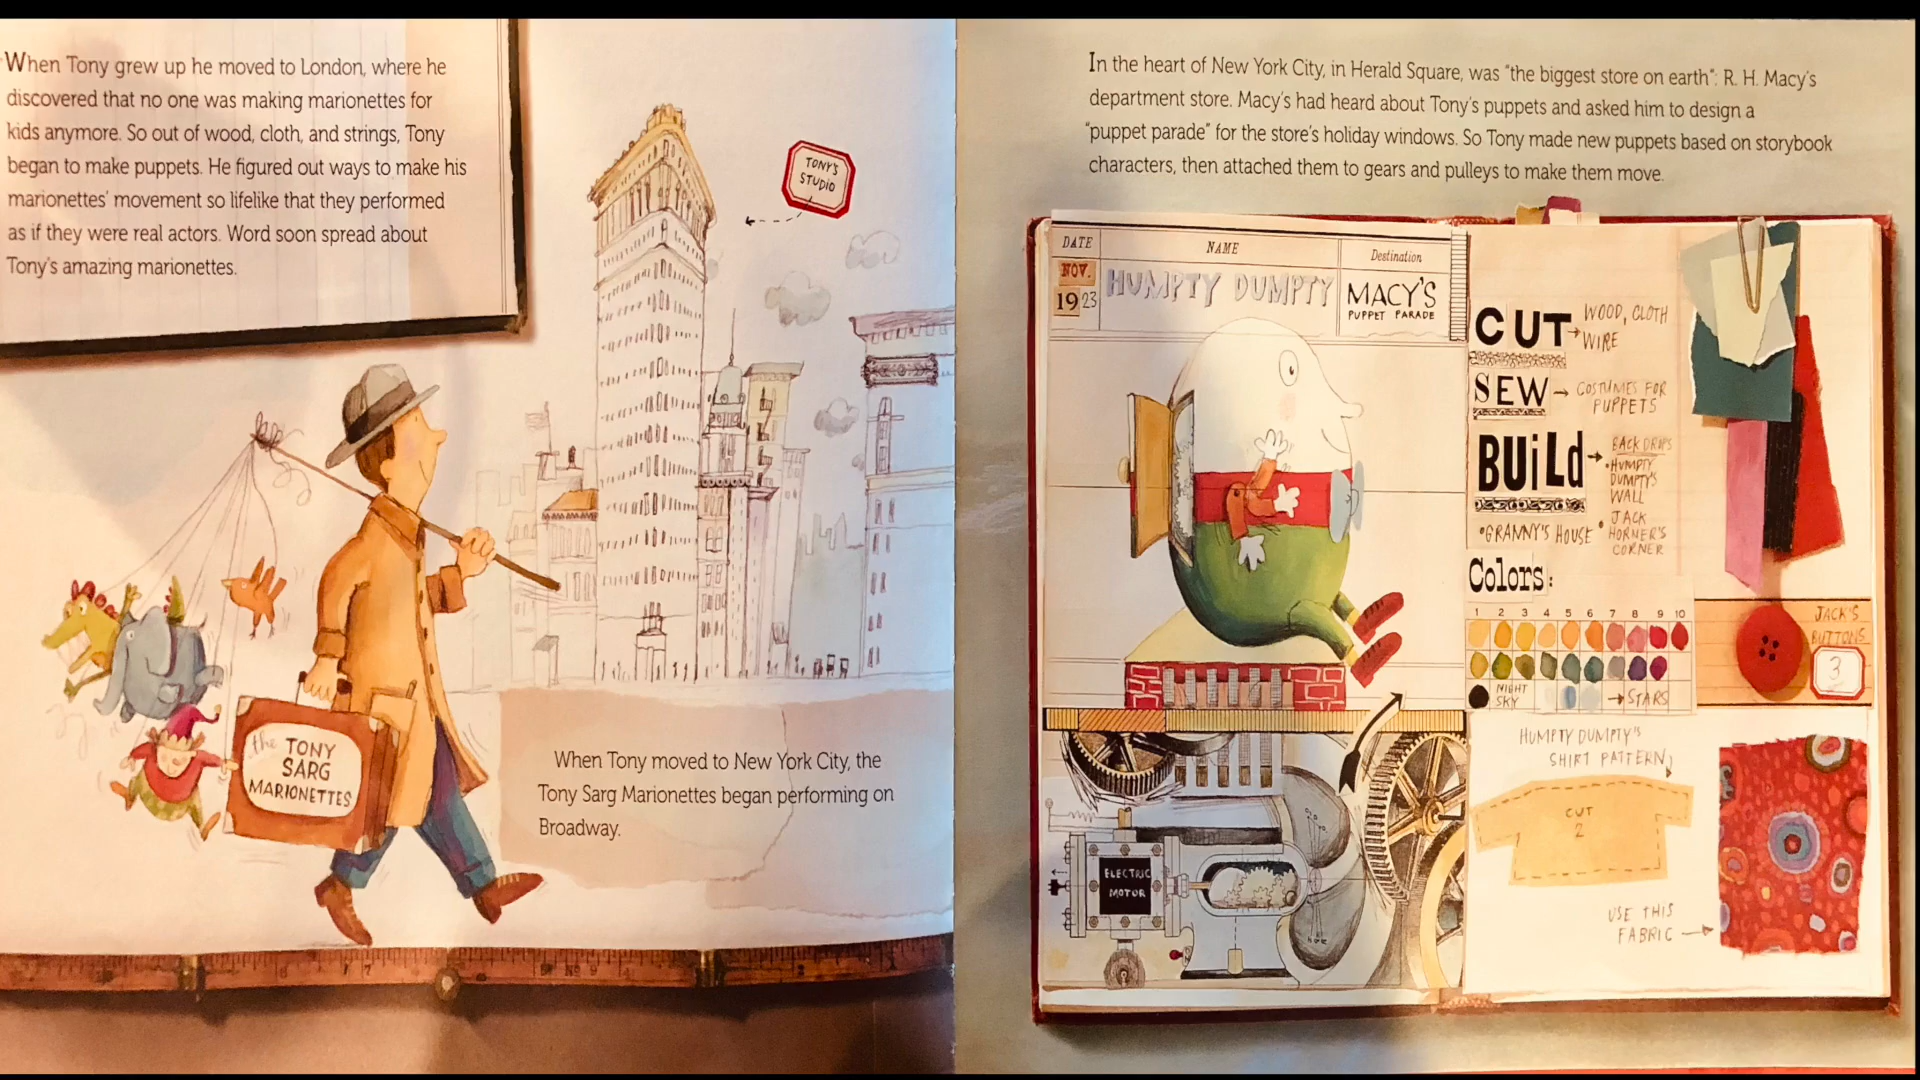 When Tony grew up he moved to London, where he
discovered that no one was making marionettes for
kids anymore. So out of wood, cloth, and strings, Tony
began to make puppets. He figured out ways to make his
marionettes' movement so lifelike that they performed
as if they were real actors. Word soon spread about
Tony's amazing marionettes.
TONY'S
STUDIO
the TONY
SARG
MARIONETTES
When Tony moved to New York City, the
Tony Sarg Marionettes began performing on
Broadway.
In the heart of New York City, in Herald Square, was "the biggest store on earth": R. H. Macy's
department store. Macy's had heard about Tony's puppets and asked him to design a
"puppet parade" for the store's holiday windows. So Tony made new puppets based on storybook
characters, then attached them to gears and pulleys to make them move.
DATE
NOV.
1923
NAME
HUMPTY DUMPTY
Destination
MACY'S
PUPPET PARADE
ELECTRIC
MOTOR
CUT → WOOD, CLOTH
WIRE
SEW → COSTUMES FOR
PUPPETS
BUiLd → BACKDROPS
• HUMPTY
DUMPTY'S
WALL
• GRANNY'S HOUSE
• JACK
HORNER'S
CORNER
Colors:
1 2 3 4 5 6 7 8 9 10
NIGHT
SKY
→ STARS
JACK'S
BUTTONS
3
HUMPTY DUMPTY'S
SHIRT PATTERN
CUT
2
USE THIS
FABRIC →